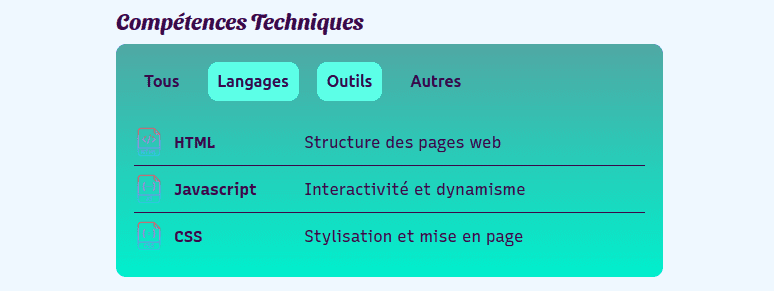 Compétences Techniques
Tous Langages Outils Autres
HTML Structure des pages web
Javascript Interactivité et dynamisme
CSS Stylisation et mise en page